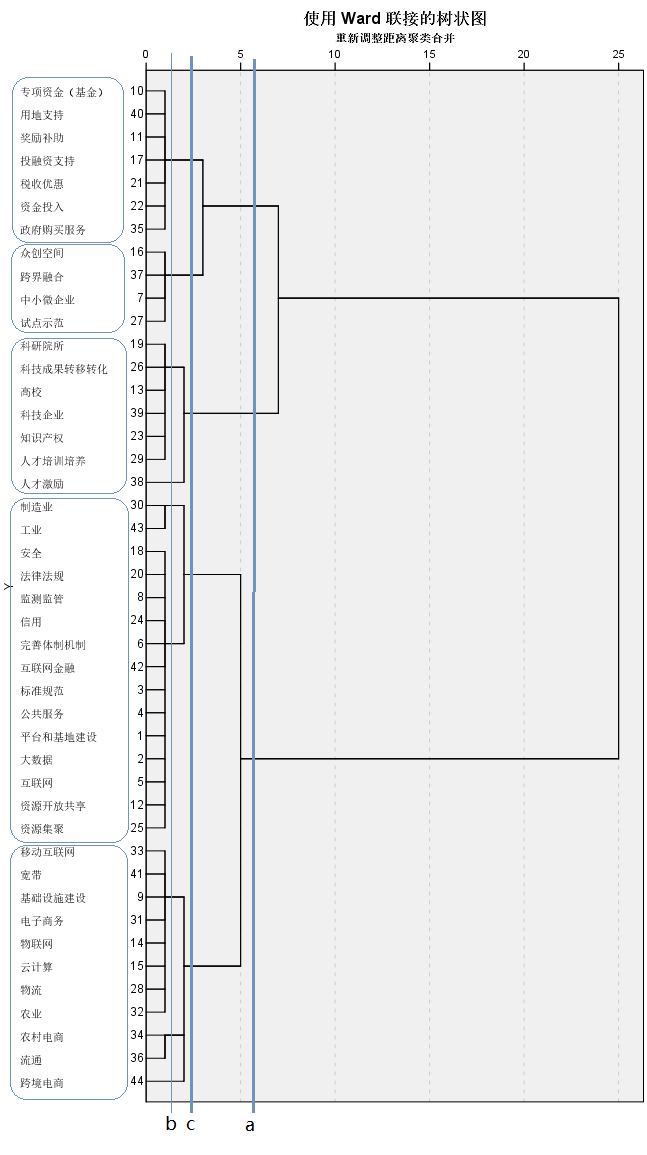 使用 Ward 联接的树状图
重新调整距离聚类合并
0 5 10 15 20 25
专项资金（基金） 10
用地支持 40
奖励补助 11
投融资支持 17
税收优惠 21
资金投入 22
政府购买服务 35
众创空间 16
跨界融合 37
中小微企业 7
试点示范 27
科研院所 19
科技成果转移转化 26
高校 13
科技企业 39
知识产权 23
人才培训培养 29
人才激励 38
制造业 30
工业 43
安全 18
法律法规 20
Y
监测监管 8
信用 24
完善体制机制 6
互联网金融 42
标准规范 3
公共服务 4
平台和基地建设 1
大数据 2
互联网 5
资源开放共享 12
资源集聚 25
移动互联网 33
宽带 41
基础设施建设 9
电子商务 31
物联网 14
云计算 15
物流 28
农业 32
农村电商 34
流通 36
跨境电商 44
b c a